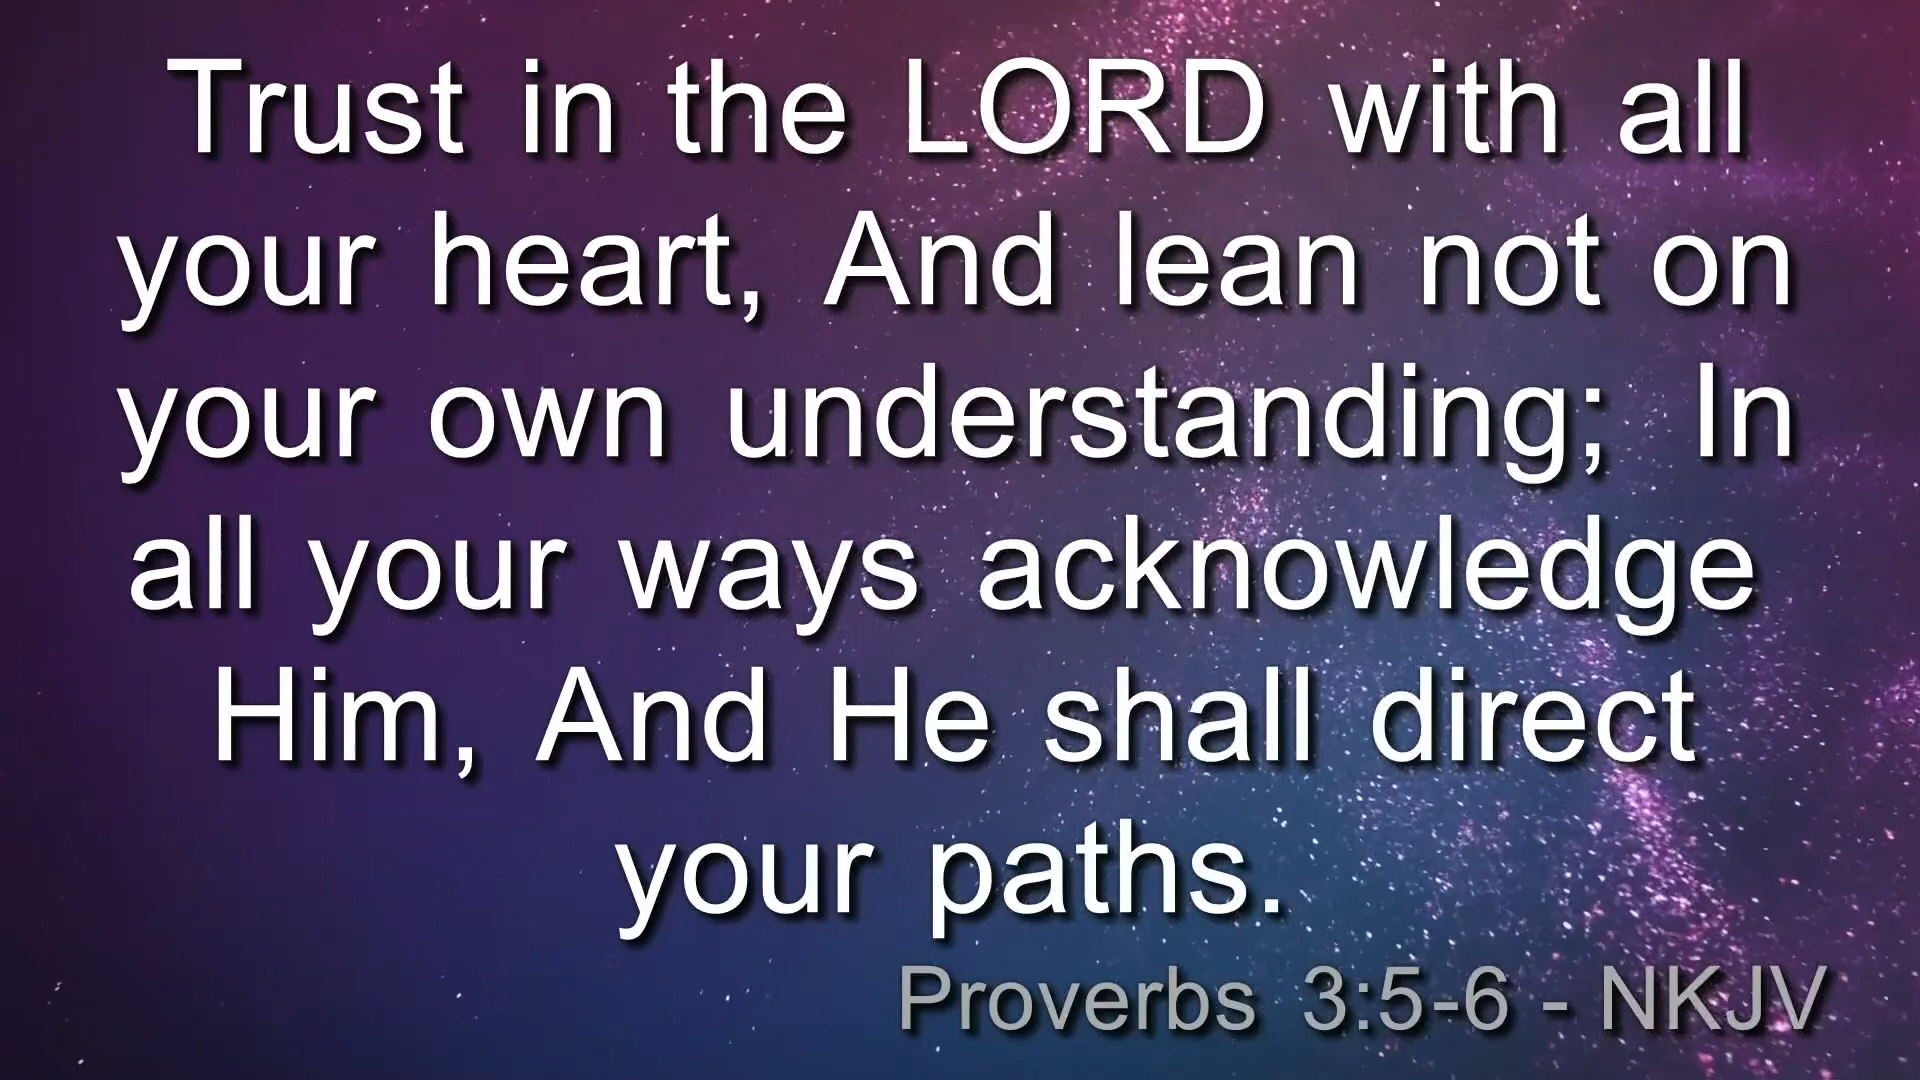 Trust in the LORD with all
your heart, And lean not on
your own understanding; In
all your ways acknowledge
Him, And He shall direct
your paths.
Proverbs 3:5-6 - NKJV